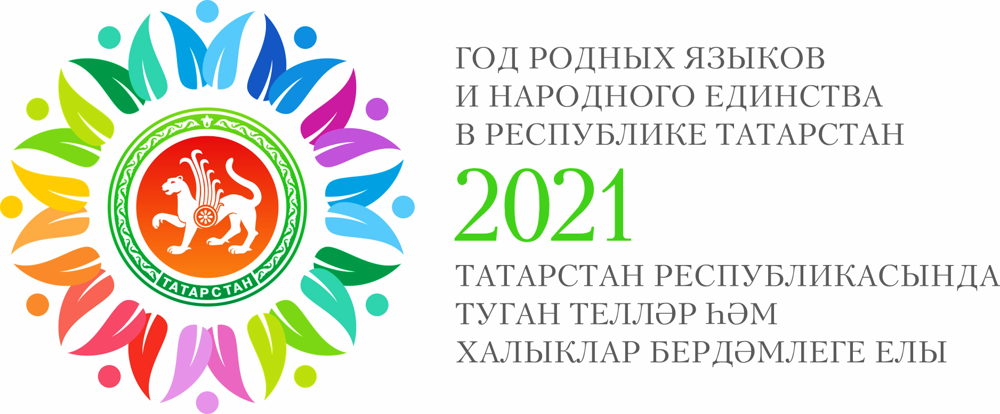 ТАТАРСТАН
ГОД РОДНЫХ ЯЗЫКОВ
И НАРОДНОГО ЕДИНСТВА
В РЕСПУБЛИКЕ ТАТАРСТАН
2021
ТАТАРСТАН РЕСПУБЛИКАСЫНДА
ТУГАН ТЕЛЛӘР ҺӘМ
ХАЛЫКЛАР БЕРДӘМЛЕГЕ ЕЛЫ